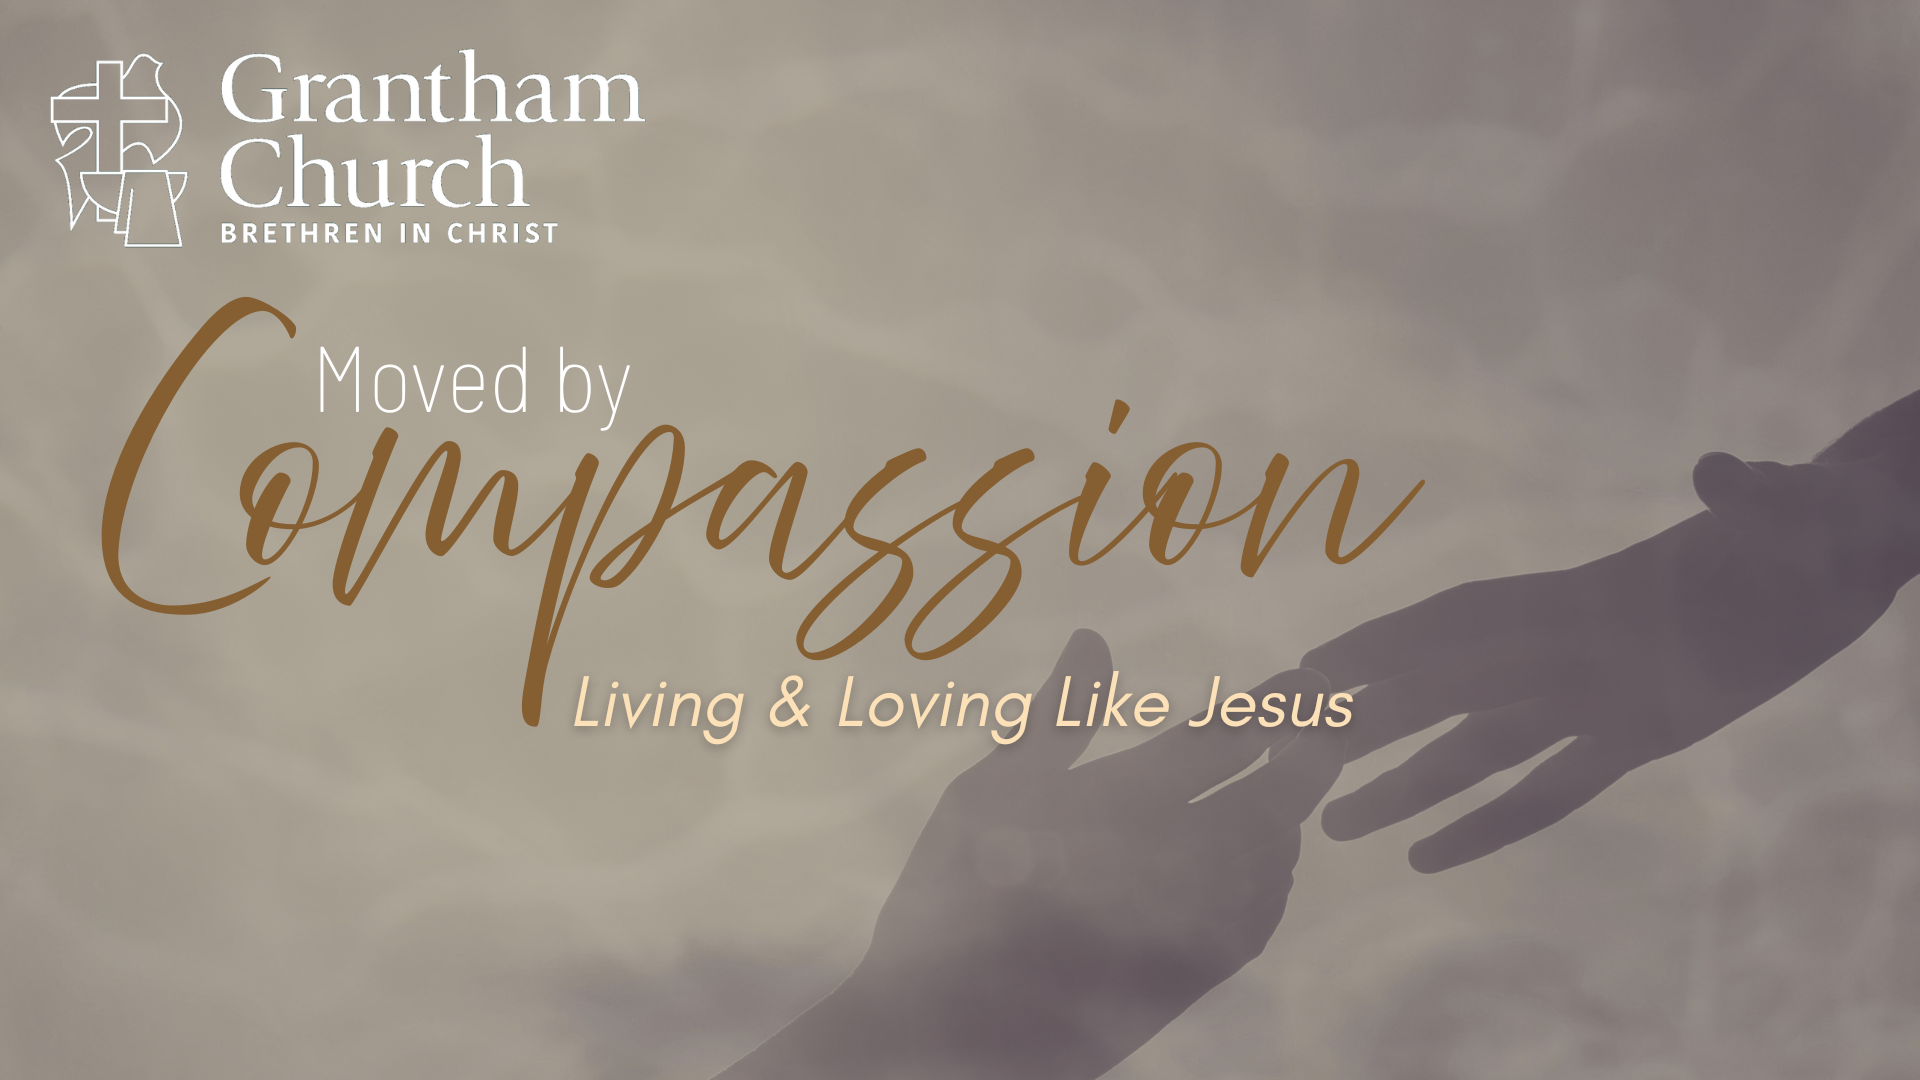 Grantham
Church
BRETHREN IN CHRIST
Moved by
Compassion
Living & Loving Like Jesus